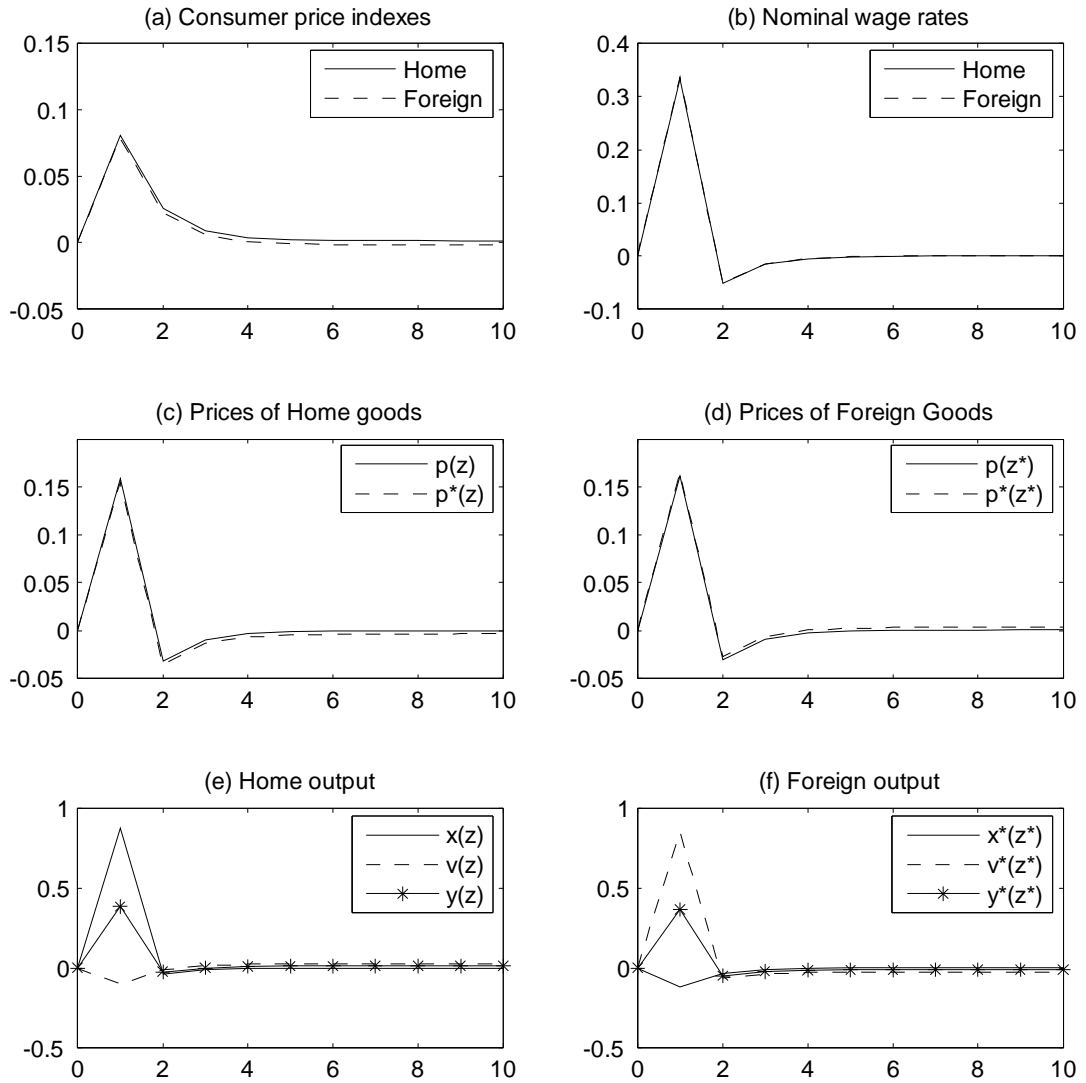 (a) Consumer price indexes
0.15
0.1
0.05
0
-0.05
0 2 4 6 8 10
Home
Foreign
(b) Nominal wage rates
0.4
0.3
0.2
0.1
0
-0.1
0 2 4 6 8 10
Home
Foreign
(c) Prices of Home goods
0.15
0.1
0.05
0
-0.05
0 2 4 6 8 10
p(z)
p*(z)
(d) Prices of Foreign Goods
0.15
0.1
0.05
0
-0.05
0 2 4 6 8 10
p(z*)
p*(z*)
(e) Home output
1
0.5
0
-0.5
0 2 4 6 8 10
x(z)
v(z)
y(z)
(f) Foreign output
1
0.5
0
-0.5
0 2 4 6 8 10
x*(z*)
v*(z*)
y*(z*)